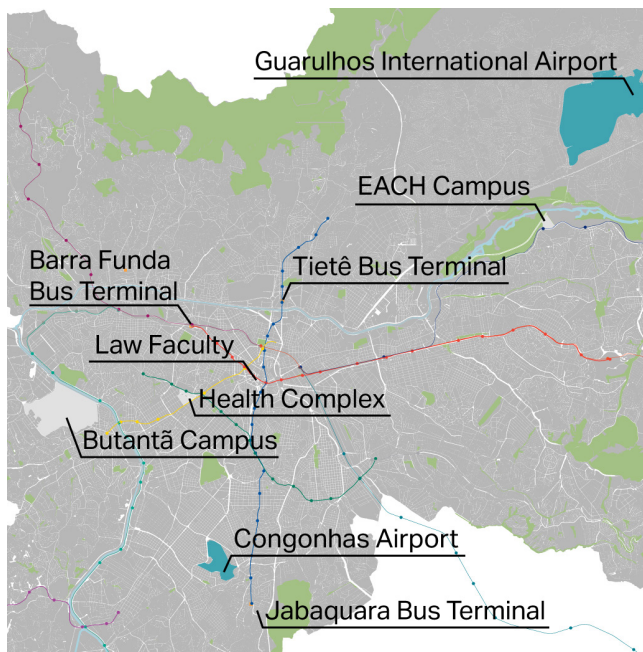 Guarulhos International Airport
EACH Campus
Barra Funda
Bus Terminal
Tietê Bus Terminal
Law Faculty
Health Complex
Butantã Campus
Congonhas Airport
Jabaquara Bus Terminal